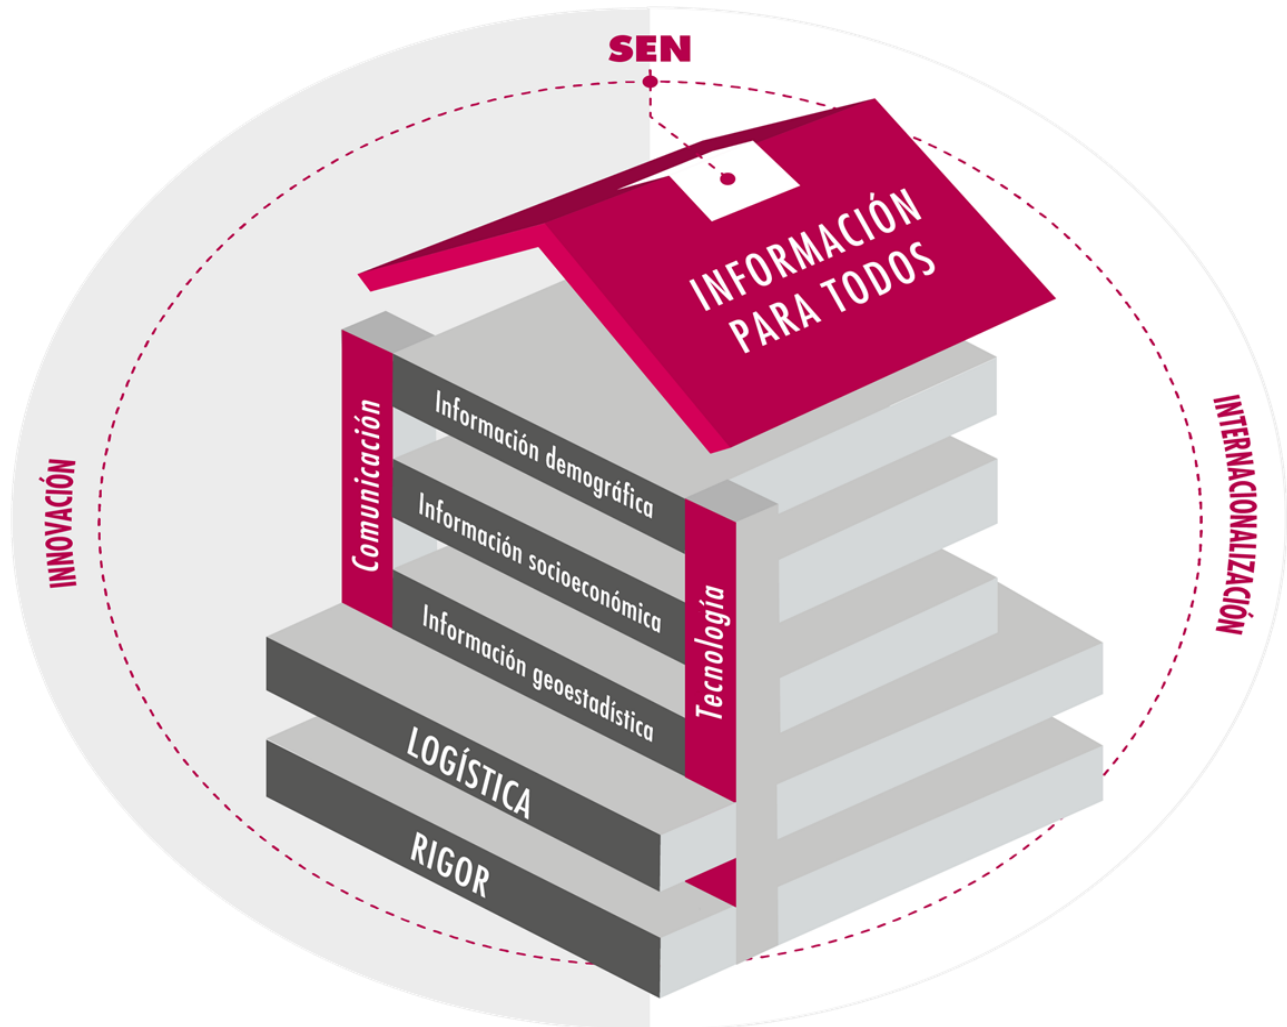 SEN
INFORMACIÓN
PARA TODOS
INNOVACIÓN
INTERNACIONALIZACIÓN
Comunicación
Información demográfica
Información socioeconómica
Información geoestadística
Tecnología
LOGÍSTICA
RIGOR